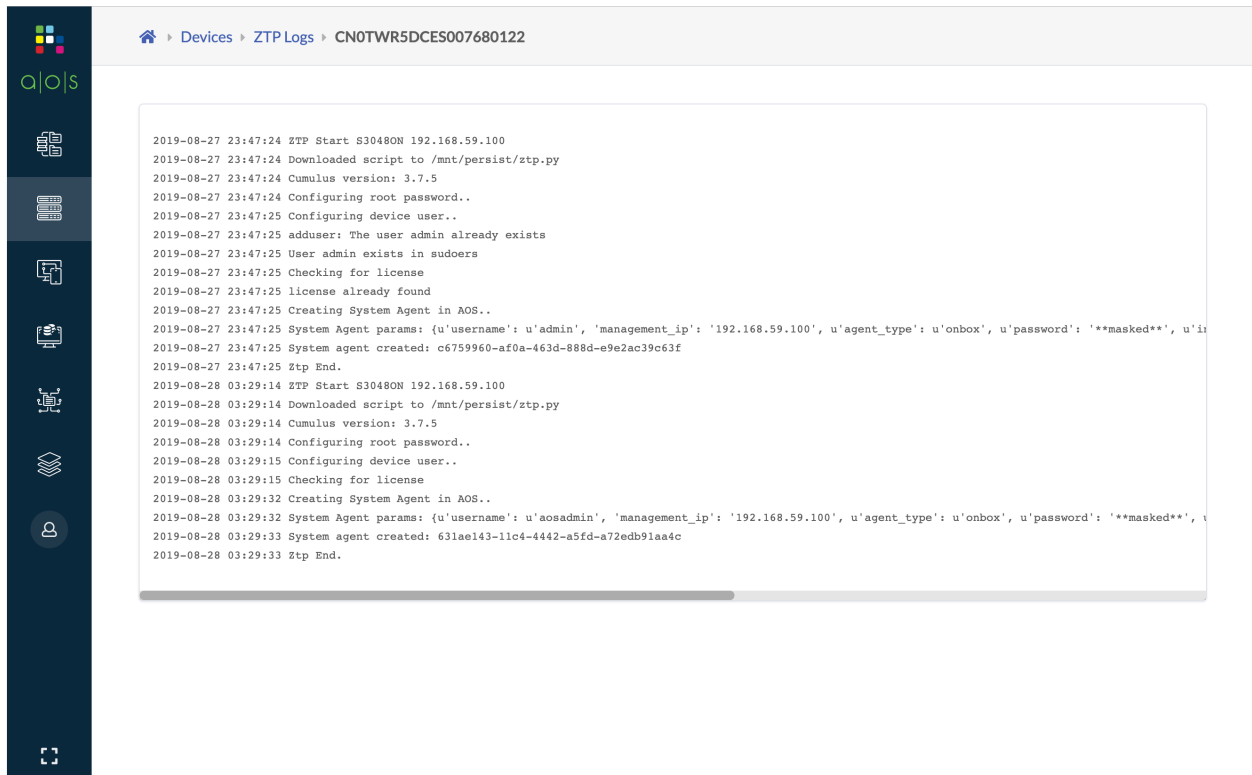 a|o|s
Devices ZTP Logs CN0TWR5DCES007680122
2019-08-27 23:47:24 ZTP Start S3048ON 192.168.59.100
2019-08-27 23:47:24 Downloaded script to /mnt/persist/ztp.py
2019-08-27 23:47:24 Cumulus version: 3.7.5
2019-08-27 23:47:24 Configuring root password..
2019-08-27 23:47:25 Configuring device user..
2019-08-27 23:47:25 adduser: The user admin already exists
2019-08-27 23:47:25 User admin exists in sudoers
2019-08-27 23:47:25 Checking for license
2019-08-27 23:47:25 license already found
2019-08-27 23:47:25 Creating System Agent in AOS..
2019-08-27 23:47:25 System Agent params: {u'username': u'admin', 'management_ip': '192.168.59.100', u'agent_type': u'onbox', u'password': '**masked**',
2019-08-27 23:47:25 System agent created: c6759960-af0a-463d-888d-e9e2ac39c63f
2019-08-27 23:47:25 Ztp End.
2019-08-28 03:29:14 ZTP Start S3048ON 192.168.59.100
2019-08-28 03:29:14 Downloaded script to /mnt/persist/ztp.py
2019-08-28 03:29:14 Cumulus version: 3.7.5
2019-08-28 03:29:14 Configuring root password..
2019-08-28 03:29:15 Configuring device user..
2019-08-28 03:29:15 Checking for license
2019-08-28 03:29:32 Creating System Agent in AOS..
2019-08-28 03:29:32 System Agent params: {u'username': u'aosadmin', 'management_ip': '192.168.59.100', u'agent_type': u'onbox', u'password': '**masked**',
2019-08-28 03:29:33 System agent created: 631ae143-11c4-4442-a5fd-a72edb91aa4c
2019-08-28 03:29:33 Ztp End.